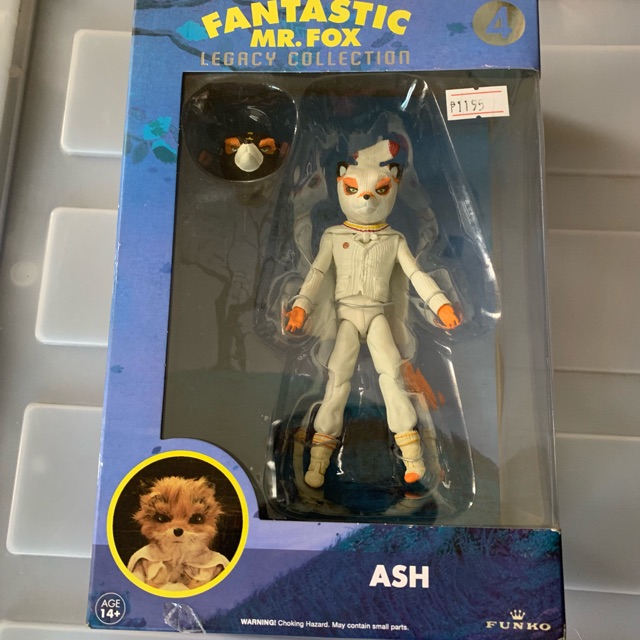 FANTASTIC
MR. FOX
LEGACY COLLECTION
4
₱1195
ASH
AGE
14+
WARNING! Choking Hazard. May contain small parts.
FUNKO